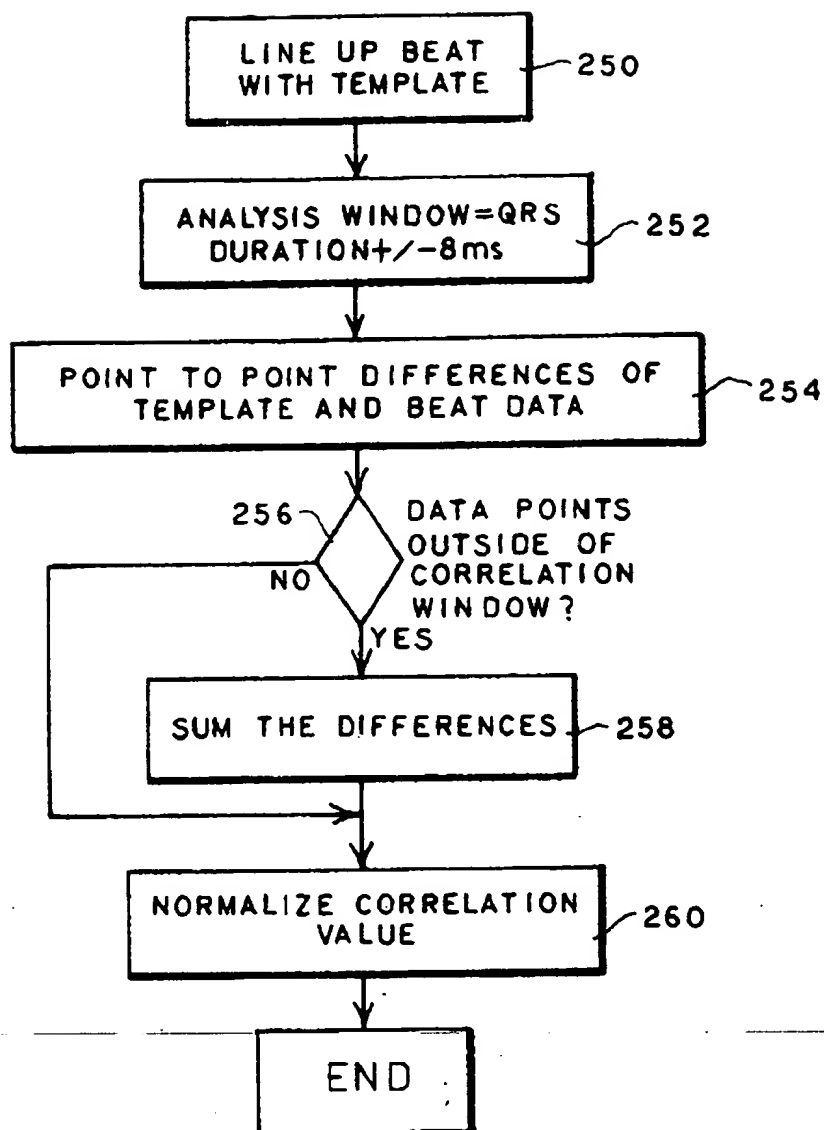 LINE UP BEAT
WITH TEMPLATE
250
ANALYSIS WINDOW=QRS
DURATION+/-8ms
252
POINT TO POINT DIFFERENCES OF
TEMPLATE AND BEAT DATA
254
256
DATA POINTS
OUTSIDE OF
CORRELATION
WINDOW?
NO
YES
SUM THE DIFFERENCES
258
NORMALIZE CORRELATION
VALUE
260
END